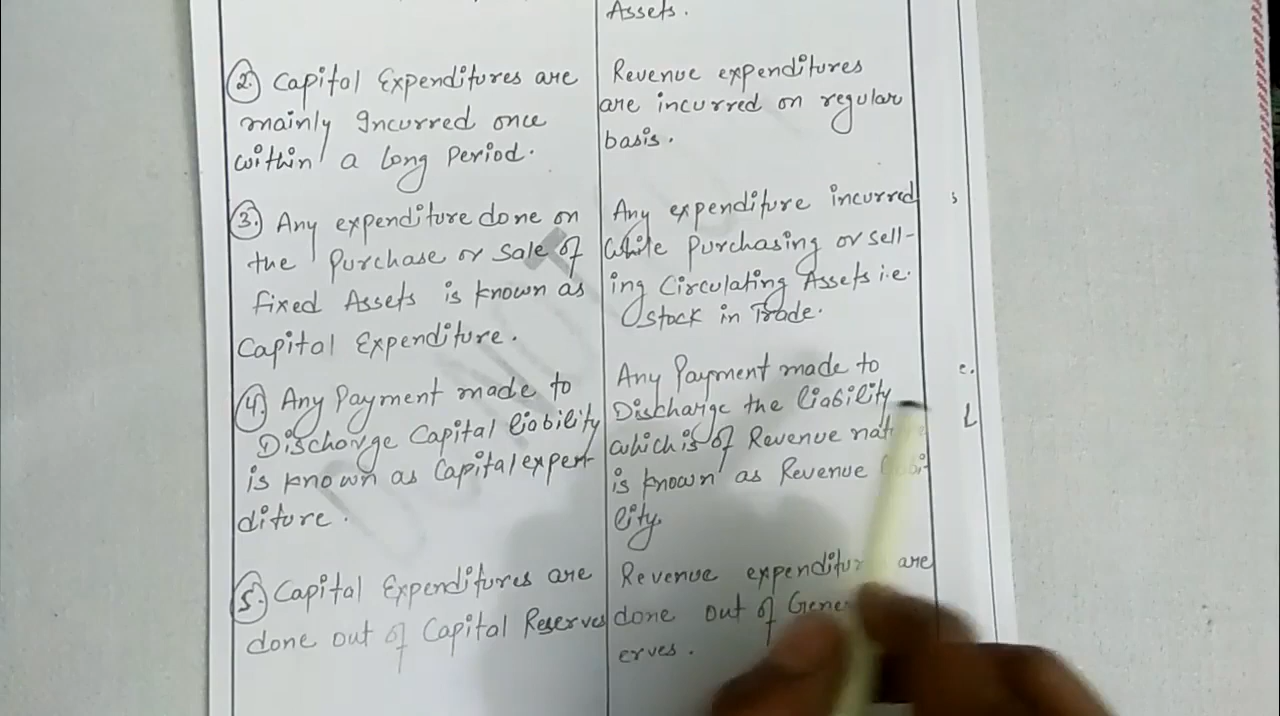 Assets.
② Capital Expenditures are
mainly Incurred once
within a long Period.
Revenue expenditures
are incurred on regular
basis.
③ Any expenditure done on
the Purchase or Sale of
fixed Assets is known as
Capital Expenditure.
Any expenditure incurred
while Purchasing or sell-
ing Circulating Assets i.e.
stock in Trade.
④ Any Payment made to
Discharge Capital liability
is known as Capital expen-
diture.
Any Payment made to
Discharge the liability
which is of Revenue
is known as Revenue
lity.
⑤ Capital Expenditures are
done out of Capital Reserves
Revenue are
done out of
erves.
DO NOT